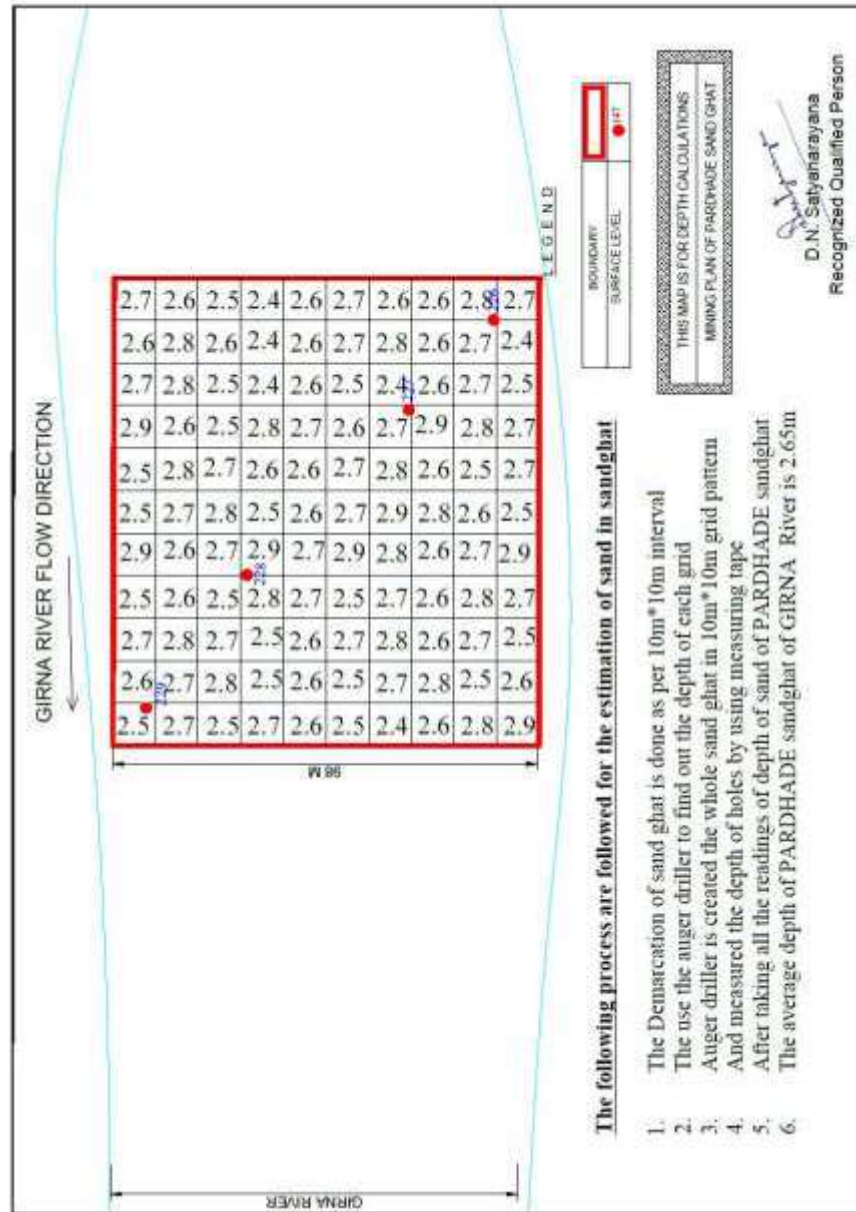 GIRNA RIVER FLOW DIRECTION
2.7 2.6 2.5 2.4 2.6 2.7 2.6 2.6 2.8 2.7
226
2.6 2.8 2.6 2.4 2.6 2.7 2.8 2.6 2.7 2.4
2.7 2.8 2.5 2.4 2.6 2.5 2.4 2.6 2.7 2.5
227
2.9 2.6 2.5 2.8 2.7 2.6 2.7 2.9 2.8 2.7
2.5 2.8 2.7 2.6 2.6 2.7 2.8 2.6 2.5 2.7
2.5 2.7 2.8 2.5 2.6 2.7 2.9 2.8 2.6 2.5
2.9 2.6 2.7 2.9 2.7 2.9 2.8 2.6 2.7 2.9
228
2.5 2.6 2.5 2.8 2.7 2.5 2.7 2.6 2.8 2.7
2.7 2.8 2.7 2.5 2.6 2.7 2.8 2.6 2.7 2.5
2.6 2.7 2.8 2.5 2.6 2.5 2.7 2.8 2.5 2.6
229
2.5 2.7 2.5 2.7 2.6 2.5 2.4 2.6 2.8 2.9
98 M
GIRNA RIVER
LEGEND
BOUNDARY
SURFACE LEVEL 147
THIS MAP IS FOR DEPTH CALCULATIONS
MINING PLAN OF PARDHADE SAND GHAT
D.N. Satyanarayana
Recognized Qualified Person
The following process are followed for the estimation of sand in sandghat
1. The Demarcation of sand ghat is done as per 10m*10m interval
2. The use the auger driller to find out the depth of each grid
3. Auger driller is created the whole sand ghat in 10m*10m grid pattern
4. And measured the depth of holes by using measuring tape
5. After taking all the readings of depth of sand of PARDHADE sandghat
6. The average depth of PARDHADE sandghat of GIRNA River is 2.65m